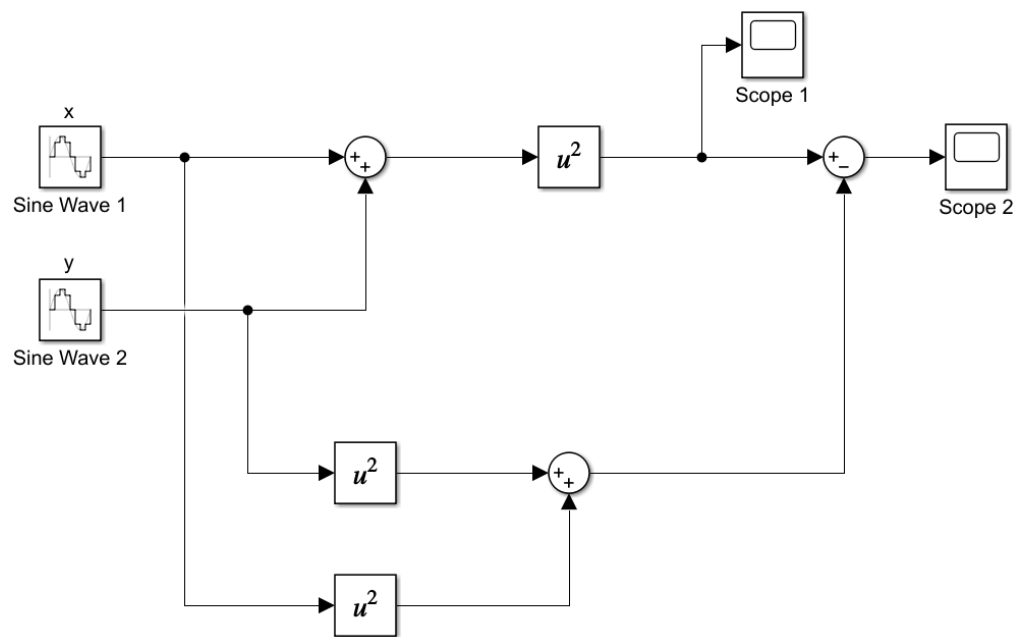 Scope 1
x
Sine Wave 1
+
+
u²
+
−
Scope 2
y
Sine Wave 2
u²
+
+
u²